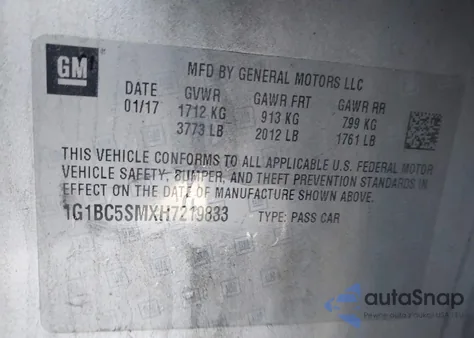 GM
MFD BY GENERAL MOTORS LLC
DATE GVWR GAWR FRT GAWR RR
01/17 1712 KG 913 KG 799 KG
3773 LB 2012 LB 1761 LB
THIS VEHICLE CONFORMS TO ALL APPLICABLE U.S. FEDERAL MOTOR
VEHICLE SAFETY, BUMPER, AND THEFT PREVENTION STANDARDS IN
EFFECT ON THE DATE OF MANUFACTURE SHOWN ABOVE.
1G1BC5SMXH7219833 TYPE: PASS CAR
autoSnap